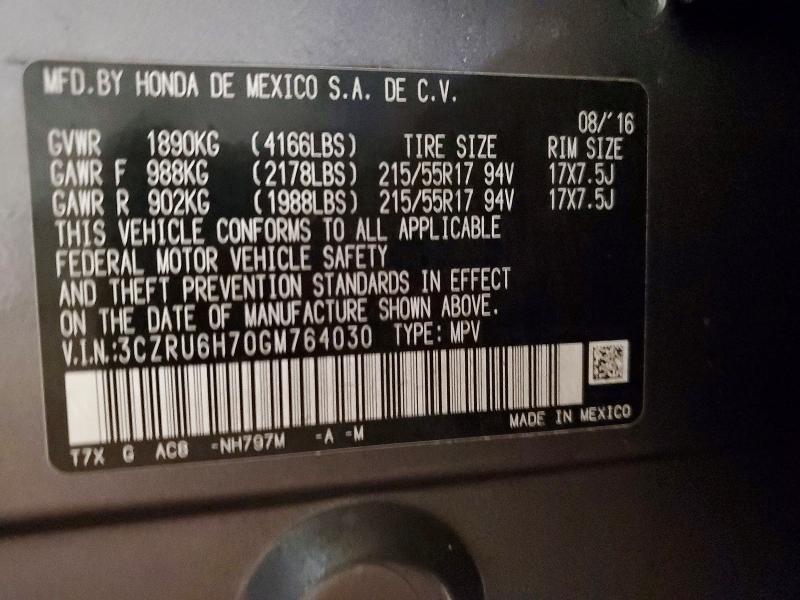 MFD.BY HONDA DE MEXICO S.A. DE C.V.
08/'16
GVWR 1890KG (4166LBS) TIRE SIZE RIM SIZE
GAWR F 988KG (2178LBS) 215/55R17 94V 17X7.5J
GAWR R 902KG (1988LBS) 215/55R17 94V 17X7.5J
THIS VEHICLE CONFORMS TO ALL APPLICABLE
FEDERAL MOTOR VEHICLE SAFETY
AND THEFT PREVENTION STANDARDS IN EFFECT
ON THE DATE OF MANUFACTURE SHOWN ABOVE.
V.I.N.:3CZRU6H70GM764030 TYPE: MPV
MADE IN MEXICO
T7X G ACB -NH797M -A -M